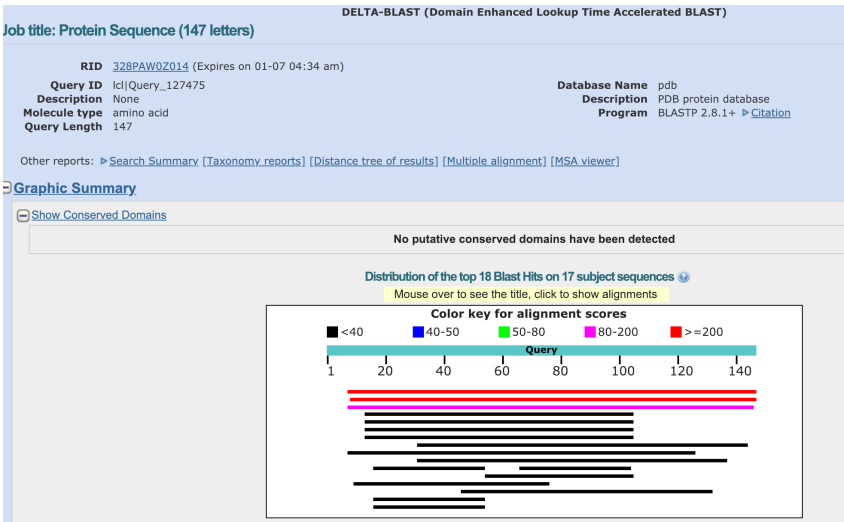 DELTA-BLAST (Domain Enhanced Lookup Time Accelerated BLAST)
Job title: Protein Sequence (147 letters)
RID 328PAW0Z014 (Expires on 01-07 04:34 am)
Query ID lcl|Query_127475
Description None
Molecule type amino acid
Query Length 147
Database Name pdb
Description PDB protein database
Program BLASTP 2.8.1+ Citation
Other reports: Search Summary [Taxonomy reports] [Distance tree of results] [Multiple alignment] [MSA viewer]
Graphic Summary
Show Conserved Domains
No putative conserved domains have been detected
Distribution of the top 18 Blast Hits on 17 subject sequences
Mouse over to see the title, click to show alignments
Color key for alignment scores
<40 40-50 50-80 80-200 >=200
Query
1 20 40 60 80 100 120 140